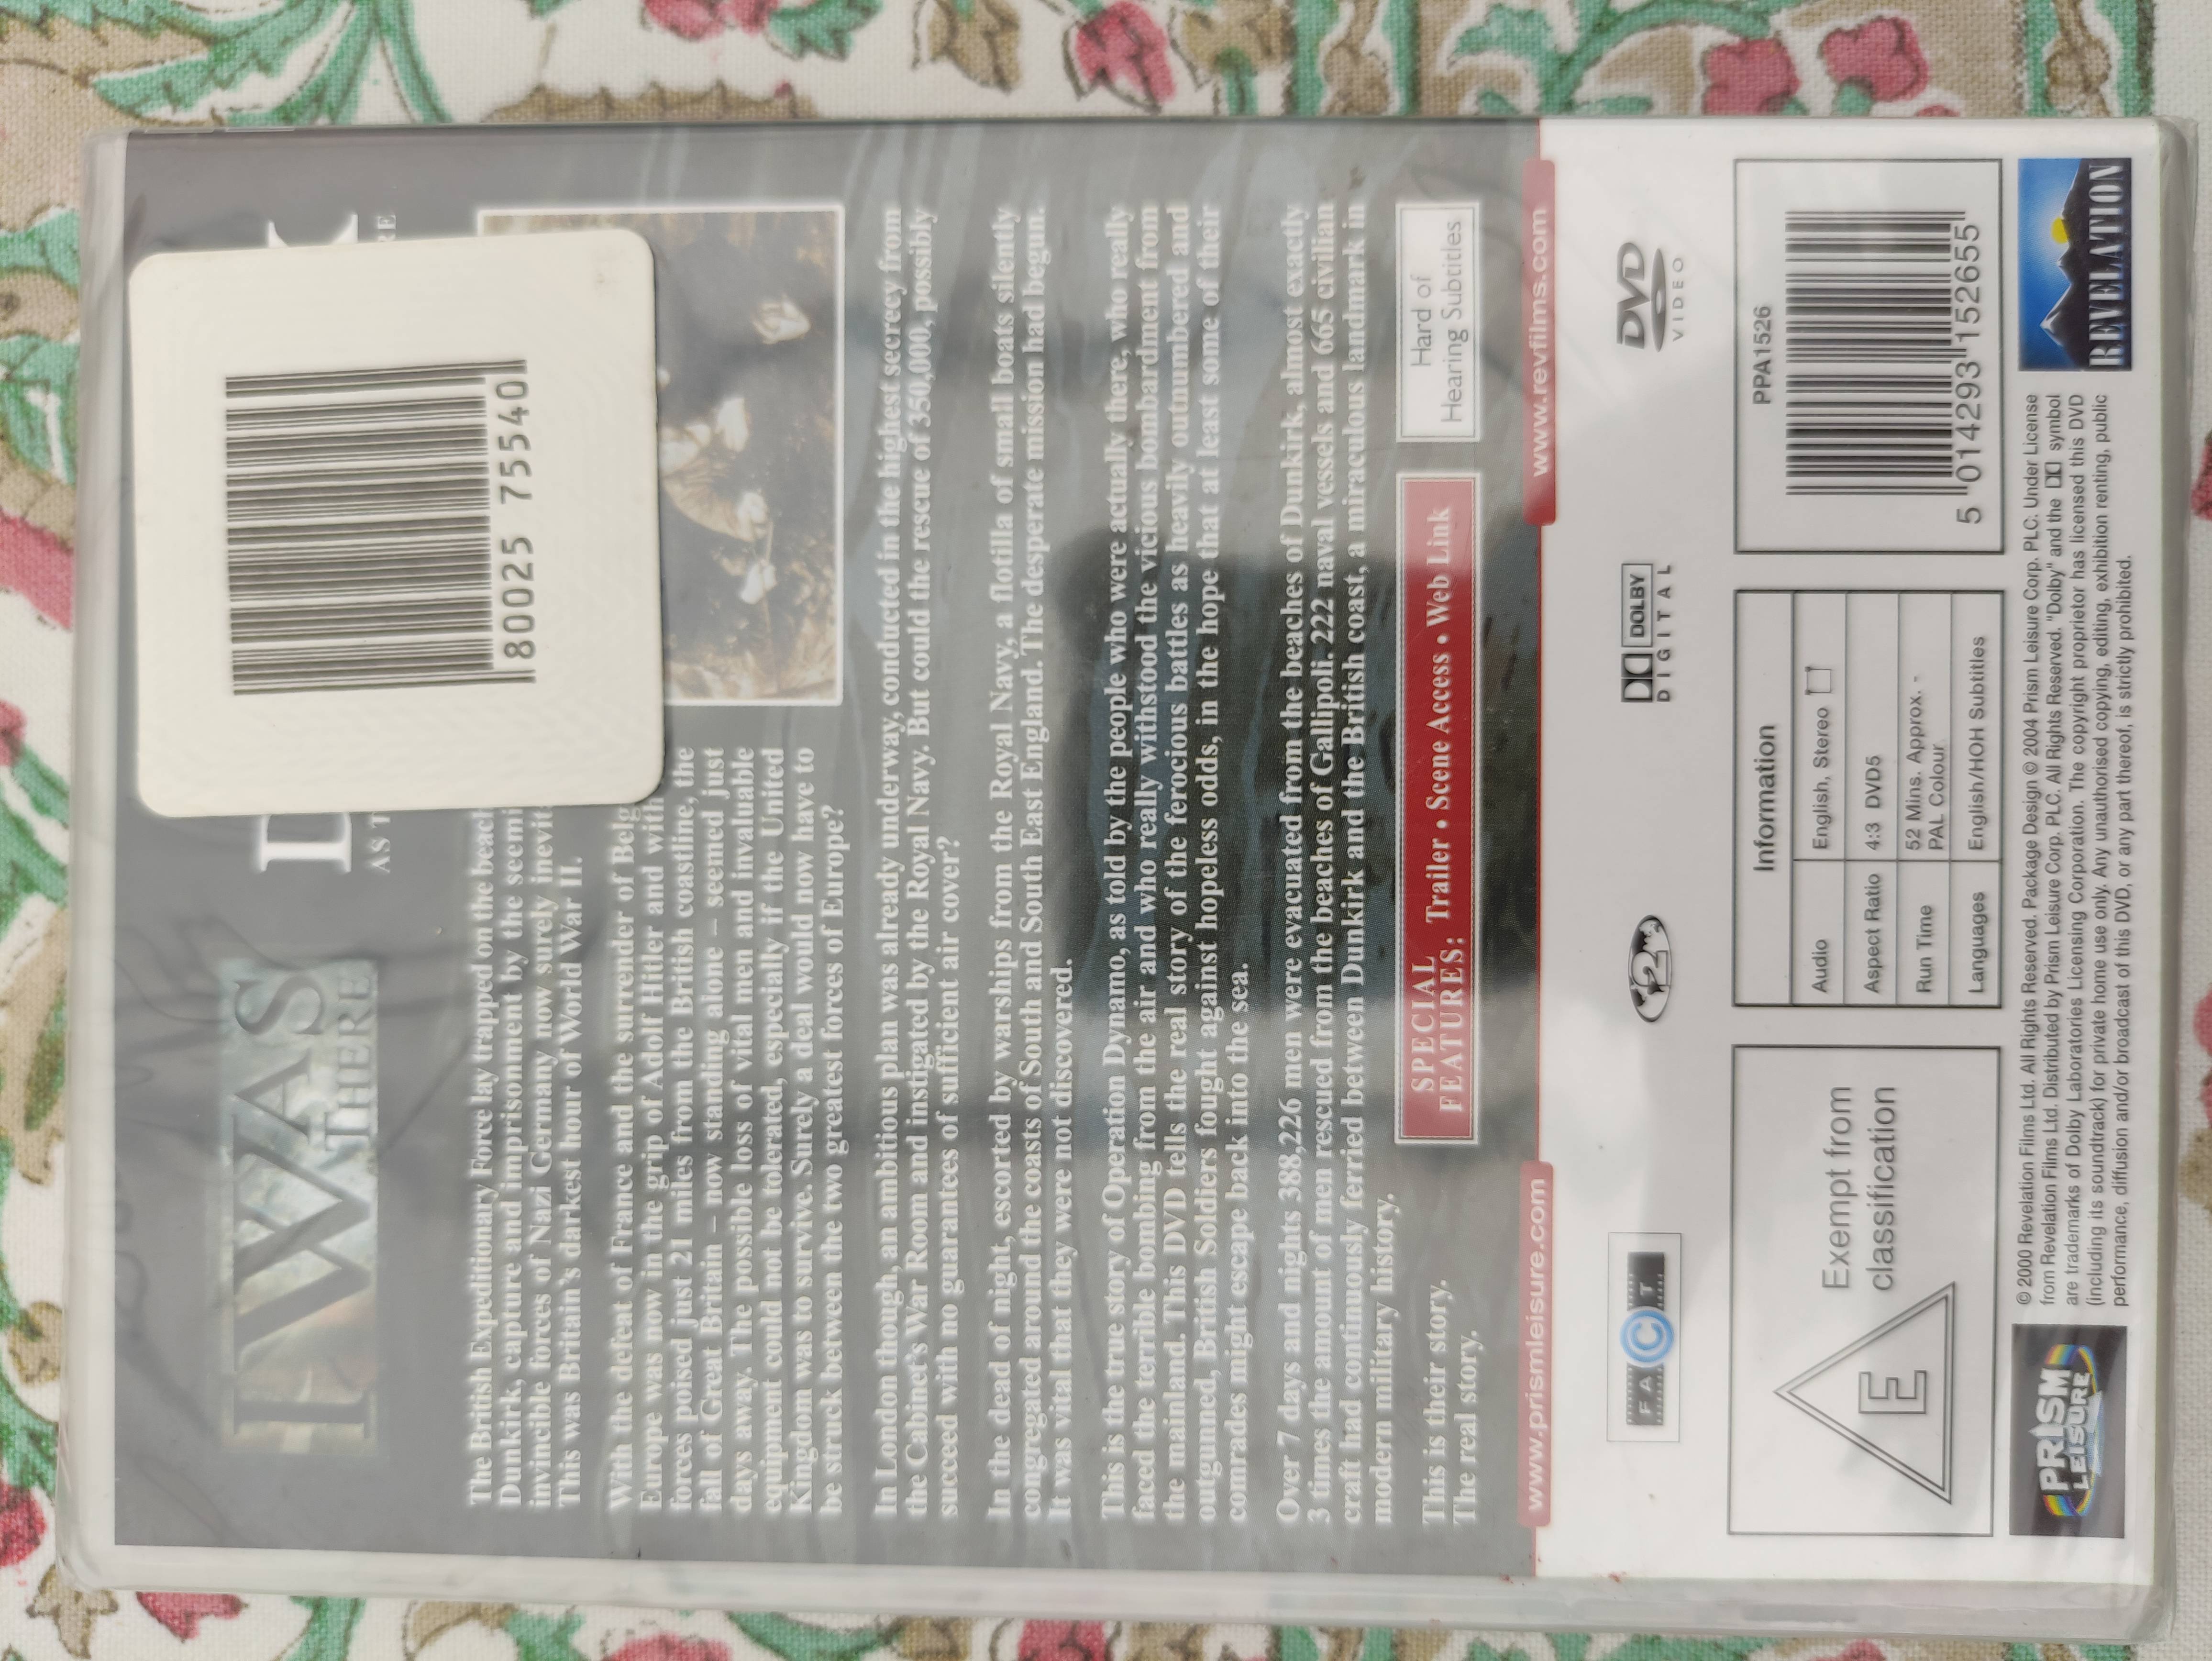 I WAS
THERE
D K
AS T RE
80025 75540
The British Expeditionary Force lay trapped on the beach
Dunkirk, capture and imprisonment by the seemi
invincible forces of Nazi Germany now surely inevit
This was Britain's darkest hour of World War II.
With the defeat of France and the surrender of Belg
Europe was now in the grip of Adolf Hitler and wit
forces poised just 21 miles from the British coastline, the
fall of Great Britain – now standing alone – seemed just
days away. The possible loss of vital men and invaluable
equipment could not be tolerated, especially if the United
Kingdom was to survive. Surely a deal would now have to
be struck between the two greatest forces of Europe?
In London though, an ambitious plan was already underway, conducted in the highest secrecy from
the Cabinet's War Room and instigated by the Royal Navy. But could the rescue of 350,000, possibly
succeed with no guarantees of sufficient air cover?
In the dead of night, escorted by warships from the Royal Navy, a flotilla of small boats silently
congregated around the coasts of South and South East England. The desperate mission had begun.
It was vital that they were not discovered.
This is the true story of Operation Dynamo, as told by the people who were actually there, who really
faced the terrible bombing from the air and who really withstood the vicious bombardment from
the mainland. This DVD tells the real story of the ferocious battles as heavily outnumbered and
outgunned, British Soldiers fought against hopeless odds, in the hope that at least some of their
comrades might escape back into the sea.
Over 7 days and nights 388,226 men were evacuated from the beaches of Dunkirk, almost exactly
3 times the amount of men rescued from the beaches of Gallipoli. 222 naval vessels and 665 civilian
craft had continuously ferried between Dunkirk and the British coast, a miraculous landmark in
modern military history.
This is their story.
The real story.
SPECIAL
FEATURES: Trailer • Scene Access • Web Link
Hard of
Hearing Subtitles
www.prismleisure.com
www.revfilms.com
FACT
2
DOLBY
DIGITAL
DVD
VIDEO
E
Exempt from
classification
Information
Audio English, Stereo
Aspect Ratio 4:3 DVD5
Run Time 52 Mins. Approx. -
PAL Colour
Languages English/HOH Subtitles
PPA1526
5 014293 152655
PRISM
LEISURE
© 2000 Revelation Films Ltd. All Rights Reserved. Package Design © 2004 Prism Leisure Corp. PLC. Under License
from Revelation Films Ltd. Distributed by Prism Leisure Corp. PLC. All Rights Reserved. "Dolby" and the symbol
are trademarks of Dolby Laboratories Licensing Corporation. The copyright proprietor has licensed this DVD
(including its soundtrack) for private home use only. Any unauthorised copying, editing, exhibition renting, public
performance, diffusion and/or broadcast of this DVD, or any part thereof, is strictly prohibited.
REVELATION